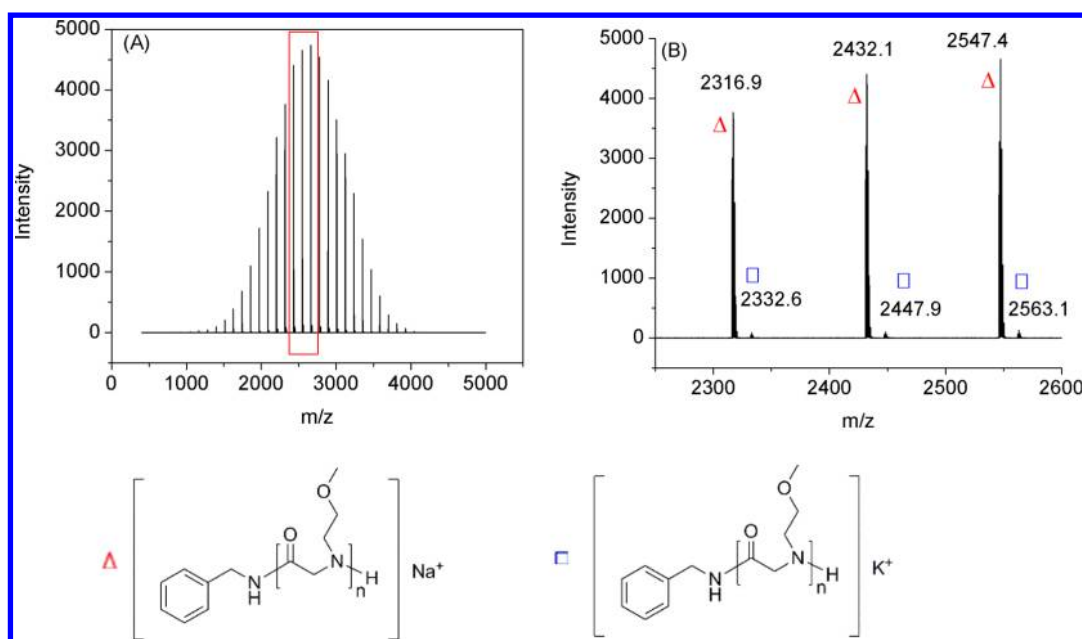 (A)
5000
4000
3000
2000
1000
0
Intensity
0 1000 2000 3000 4000 5000
m/z
(B)
5000
4000
3000
2000
1000
0
Intensity
2316.9
2432.1
2547.4
Δ Δ Δ
2332.6
2447.9
2563.1
2300 2400 2500 2600
m/z
Δ
O
O
N
H
N
H
n
Na+
O
O
N
H
N
H
n
K+